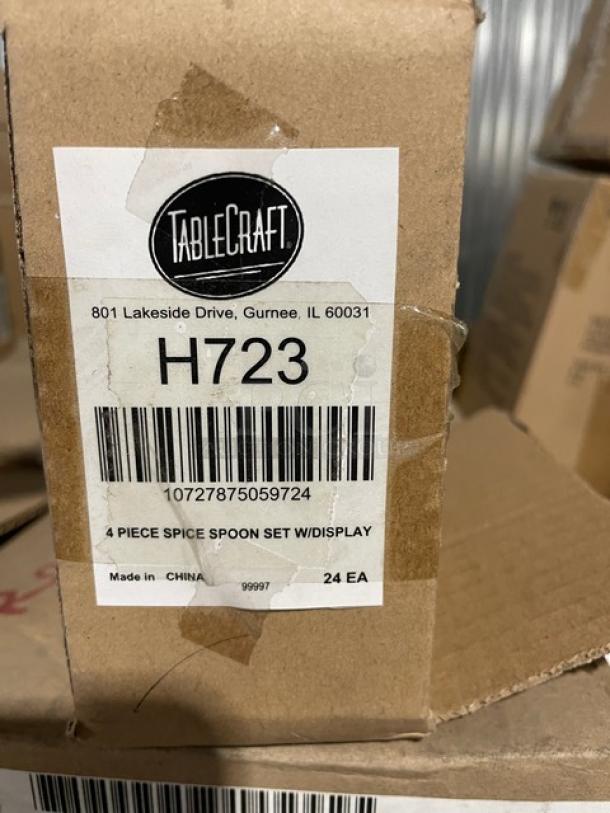 TABLECRAFT®
801 Lakeside Drive, Gurnee, IL 60031
H723
10727875059724
4 PIECE SPICE SPOON SET W/DISPLAY
Made in CHINA 99997 24 EA